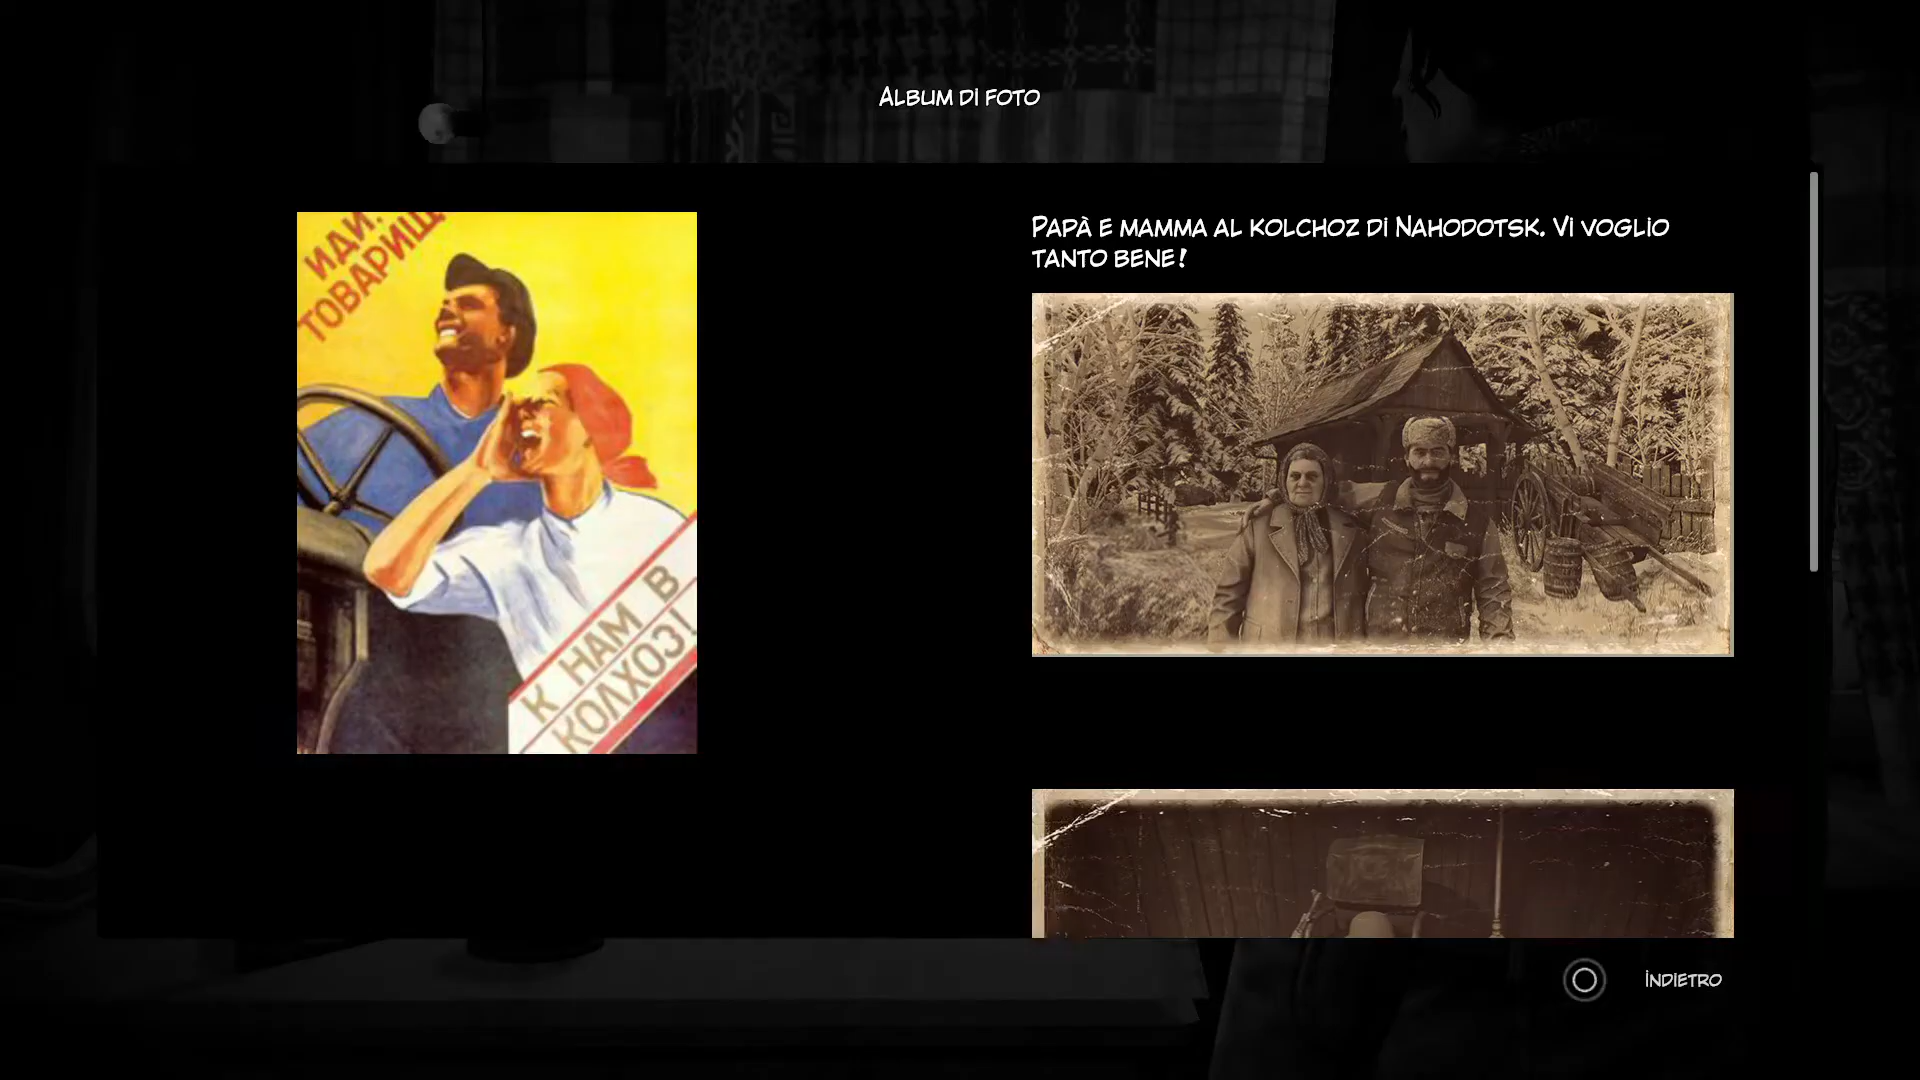 Album di foto
ИДИ,
ТОВАРИЩ
К НАМ В
КОЛХОЗ!
Papà e mamma al kolchoz di Nahodotsk. Vi voglio
tanto bene!
Indietro